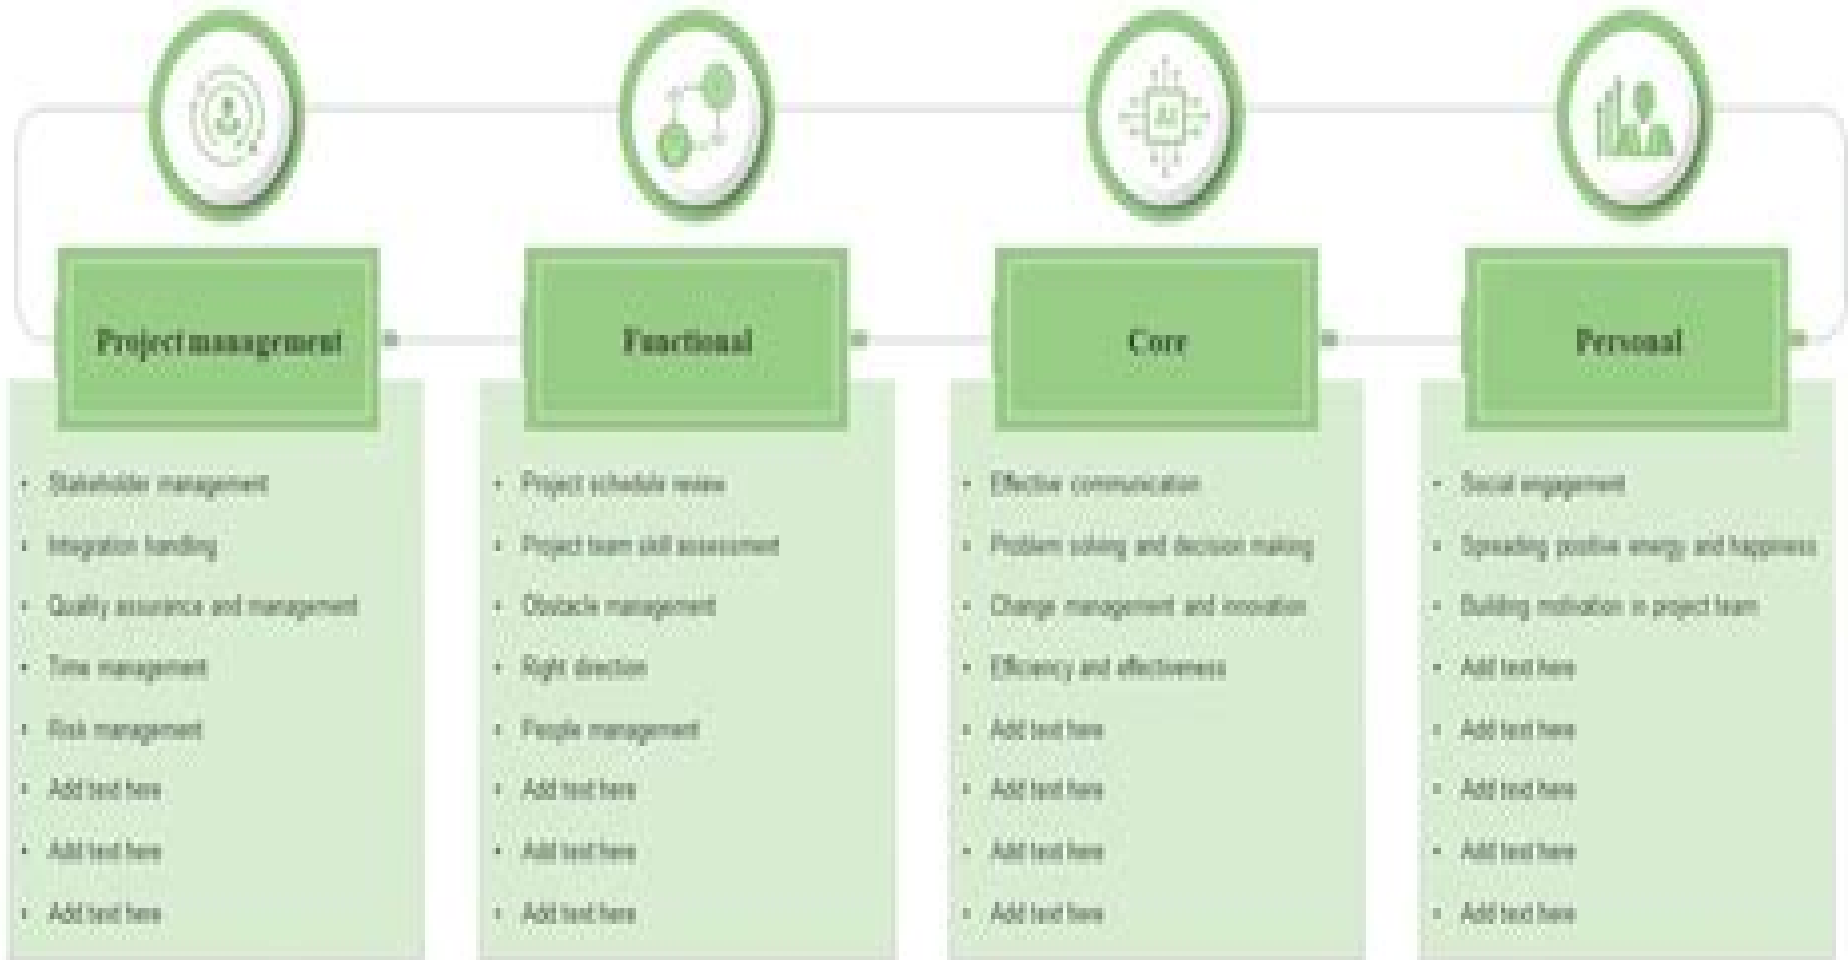 AI
Project management
Functional
Core
Personal
Stakeholder management
Integration handling
Quality assurance and management
Time management
Risk management
Add text here
Add text here
Add text here
Project schedule review
Project team skill assessment
Obstacle management
Right direction
People management
Add text here
Add text here
Add text here
Effective communication
Problem solving and decision making
Change management and innovation
Efficiency and effectiveness
Add text here
Add text here
Add text here
Add text here
Social engagement
Spreading positive energy and happiness
Building motivation in project team
Add text here
Add text here
Add text here
Add text here
Add text here